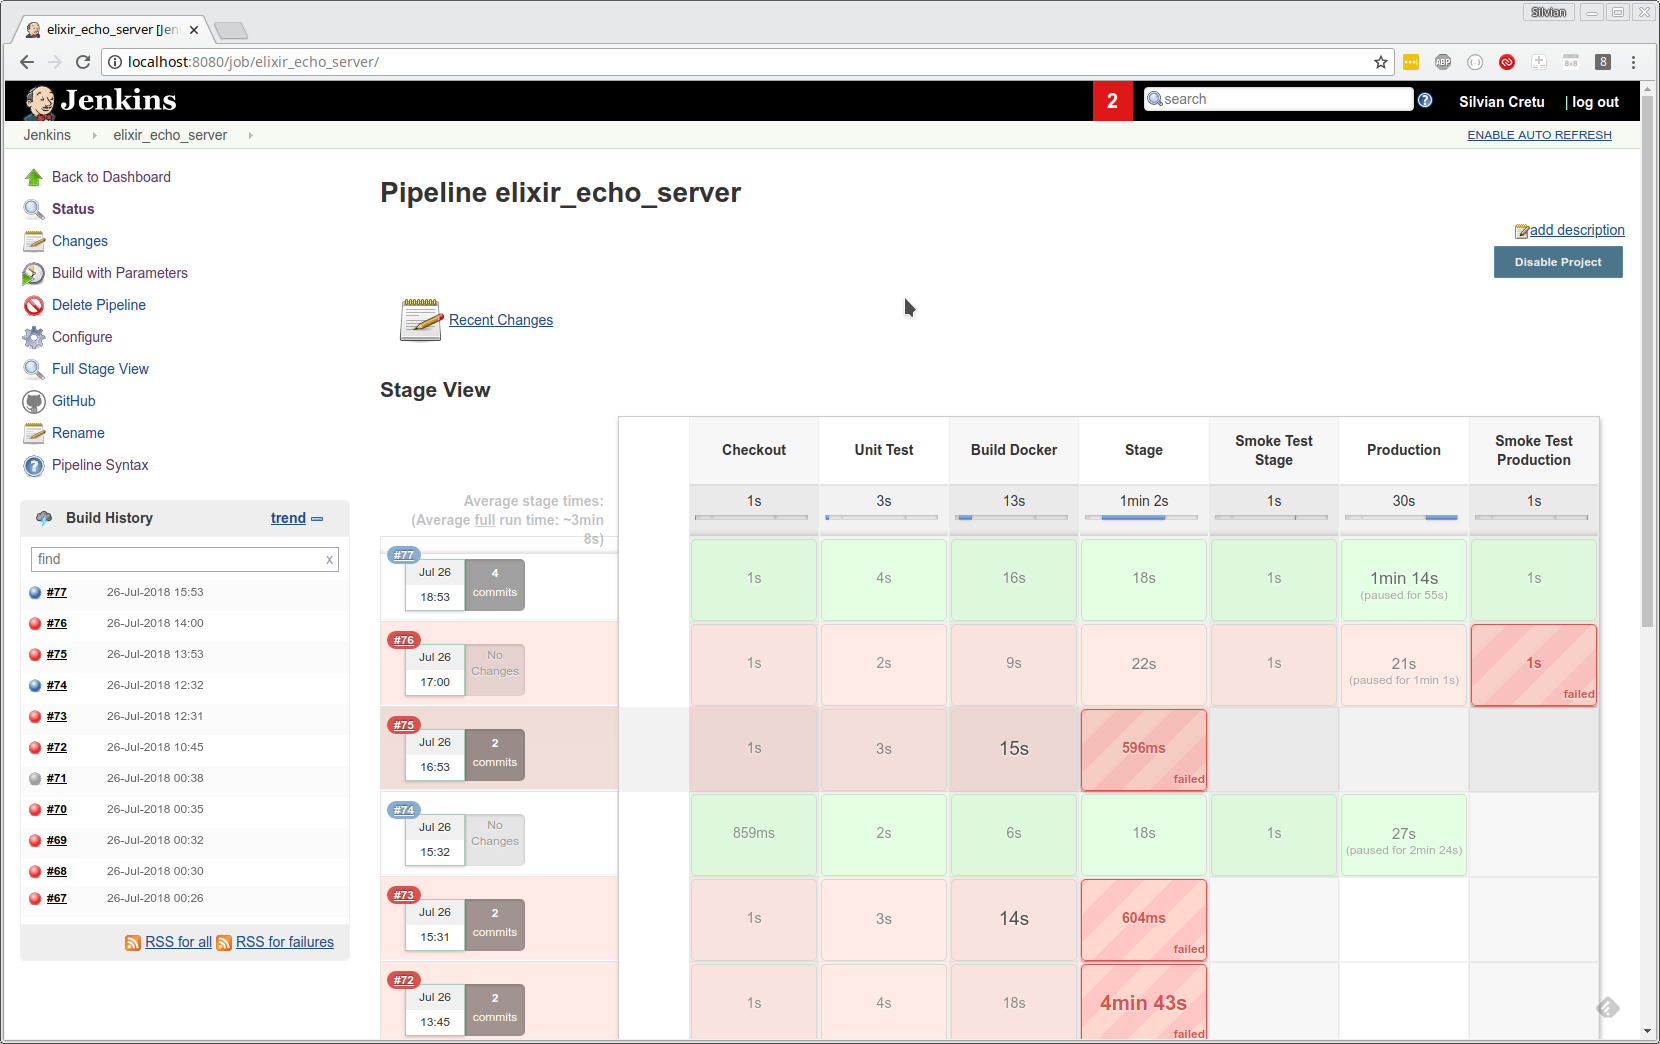 Silvian
elixir_echo_server [Jen
localhost:8080/job/elixir_echo_server/
ABP
8
Jenkins
2
search
Silvian Cretu
| log out
Jenkins
elixir_echo_server
ENABLE AUTO REFRESH
Back to Dashboard
Status
Changes
Build with Parameters
Delete Pipeline
Configure
Full Stage View
GitHub
Rename
Pipeline Syntax
Build History
trend
find
x
#77 26-Jul-2018 15:53
#76 26-Jul-2018 14:00
#75 26-Jul-2018 13:53
#74 26-Jul-2018 12:32
#73 26-Jul-2018 12:31
#72 26-Jul-2018 10:45
#71 26-Jul-2018 00:38
#70 26-Jul-2018 00:35
#69 26-Jul-2018 00:32
#68 26-Jul-2018 00:30
#67 26-Jul-2018 00:26
RSS for all RSS for failures
Pipeline elixir_echo_server
add description
Disable Project
Recent Changes
Stage View
Checkout
Unit Test
Build Docker
Stage
Smoke Test
Stage
Production
Smoke Test
Production
Average stage times:
(Average full run time: ~3min
8s)
1s 3s 13s 1min 2s 1s 30s 1s
#77
Jul 26
18:53
4
commits
1s 4s 16s 18s 1s 1min 14s 1s
(paused for 55s)
#76
Jul 26
17:00
No
Changes
1s 2s 9s 22s 1s 21s 1s
(paused for 1min 1s)
failed
#75
Jul 26
16:53
2
commits
1s 3s 15s 596ms
failed
#74
Jul 26
15:32
No
Changes
859ms 2s 6s 18s 1s 27s
(paused for 2min 24s)
#73
Jul 26
15:31
2
commits
1s 3s 14s 604ms
failed
#72
Jul 26
13:45
2
commits
1s 4s 18s 4min 43s
failed